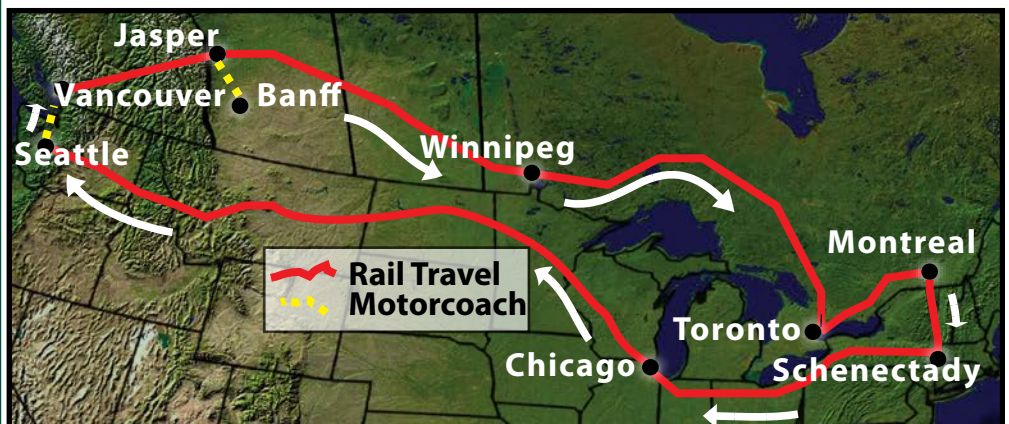 Jasper
Vancouver
Banff
Seattle
Winnipeg
Montreal
Rail Travel
Motorcoach
Toronto
Chicago
Schenectady